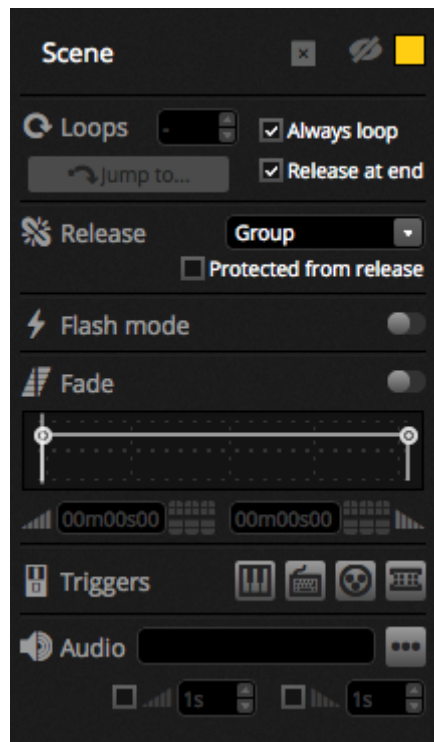 Scene
Loops - Always loop
Jump to... Release at end
Release Group
Protected from release
Flash mode
Fade
00m00s00 00m00s00
Triggers
Audio
1s 1s